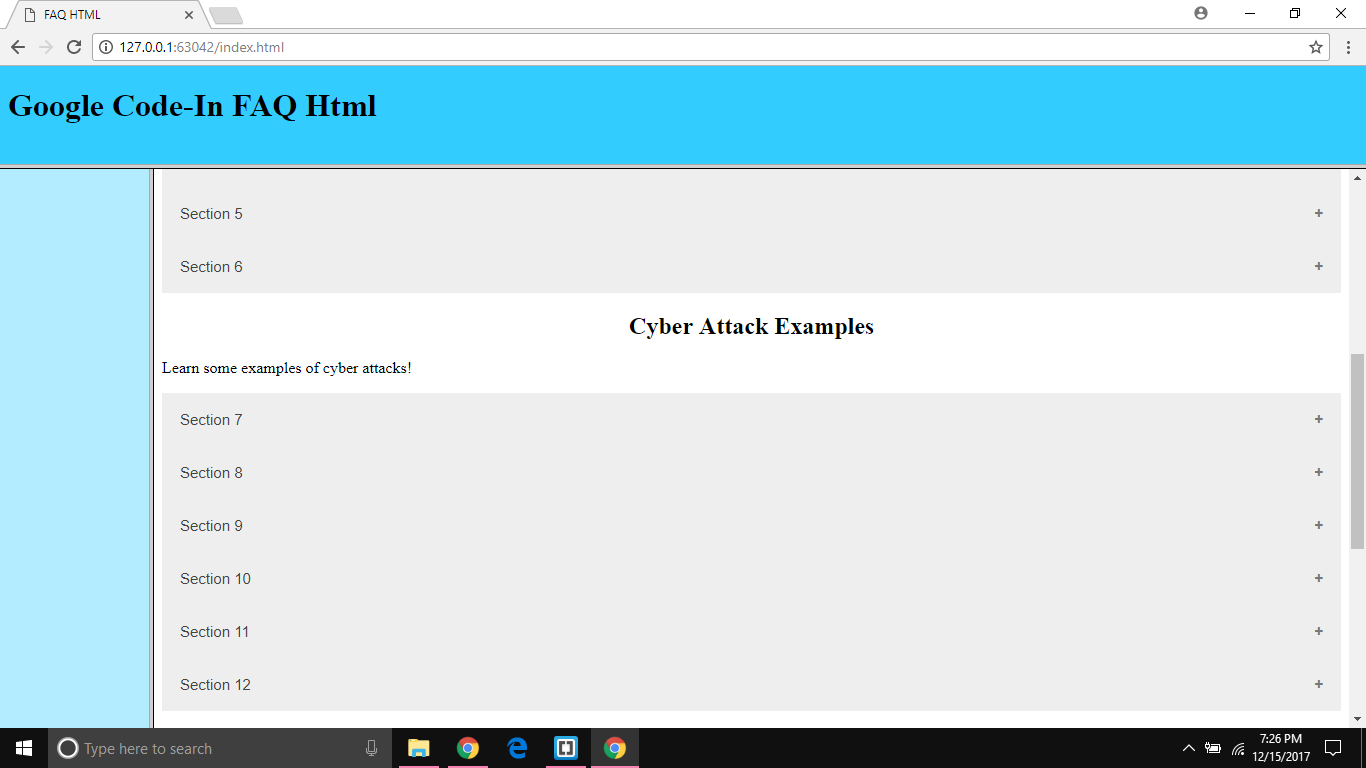 FAQ HTML
127.0.0.1:63042/index.html
Google Code-In FAQ Html
Section 5 +
Section 6 +
Cyber Attack Examples
Learn some examples of cyber attacks!
Section 7 +
Section 8 +
Section 9 +
Section 10 +
Section 11 +
Section 12 +
Type here to search
7:26 PM
12/15/2017